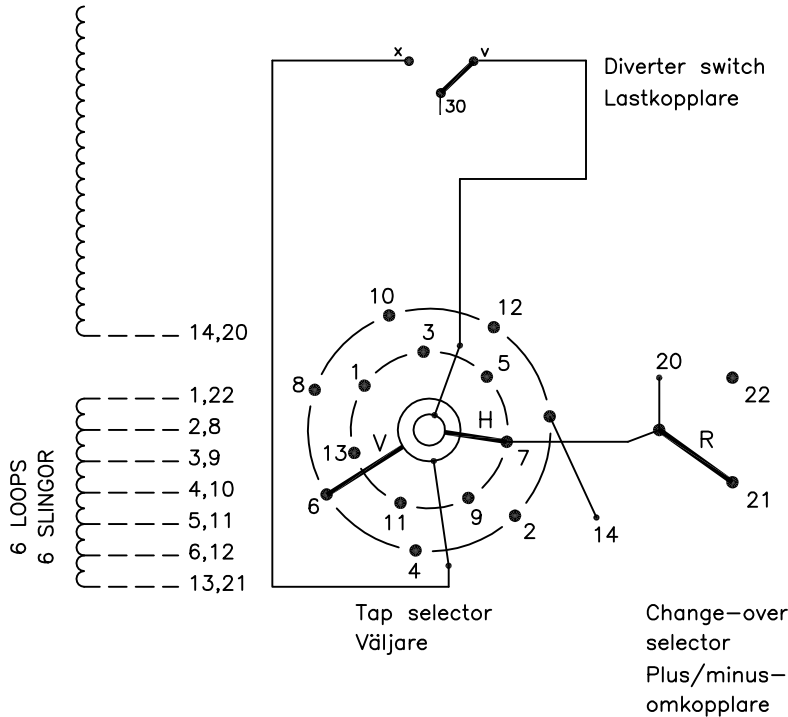 x
v
30
Diverter switch
Lastkopplare
14,20
1,22
2,8
3,9
4,10
5,11
6,12
13,21
6 LOOPS
6 SLINGOR
10
12
3
1
5
8
H
V
13
7
6
11
9
2
4
14
20
22
R
21
Tap selector
Väljare
Change-over
selector
Plus/minus-
omkopplare